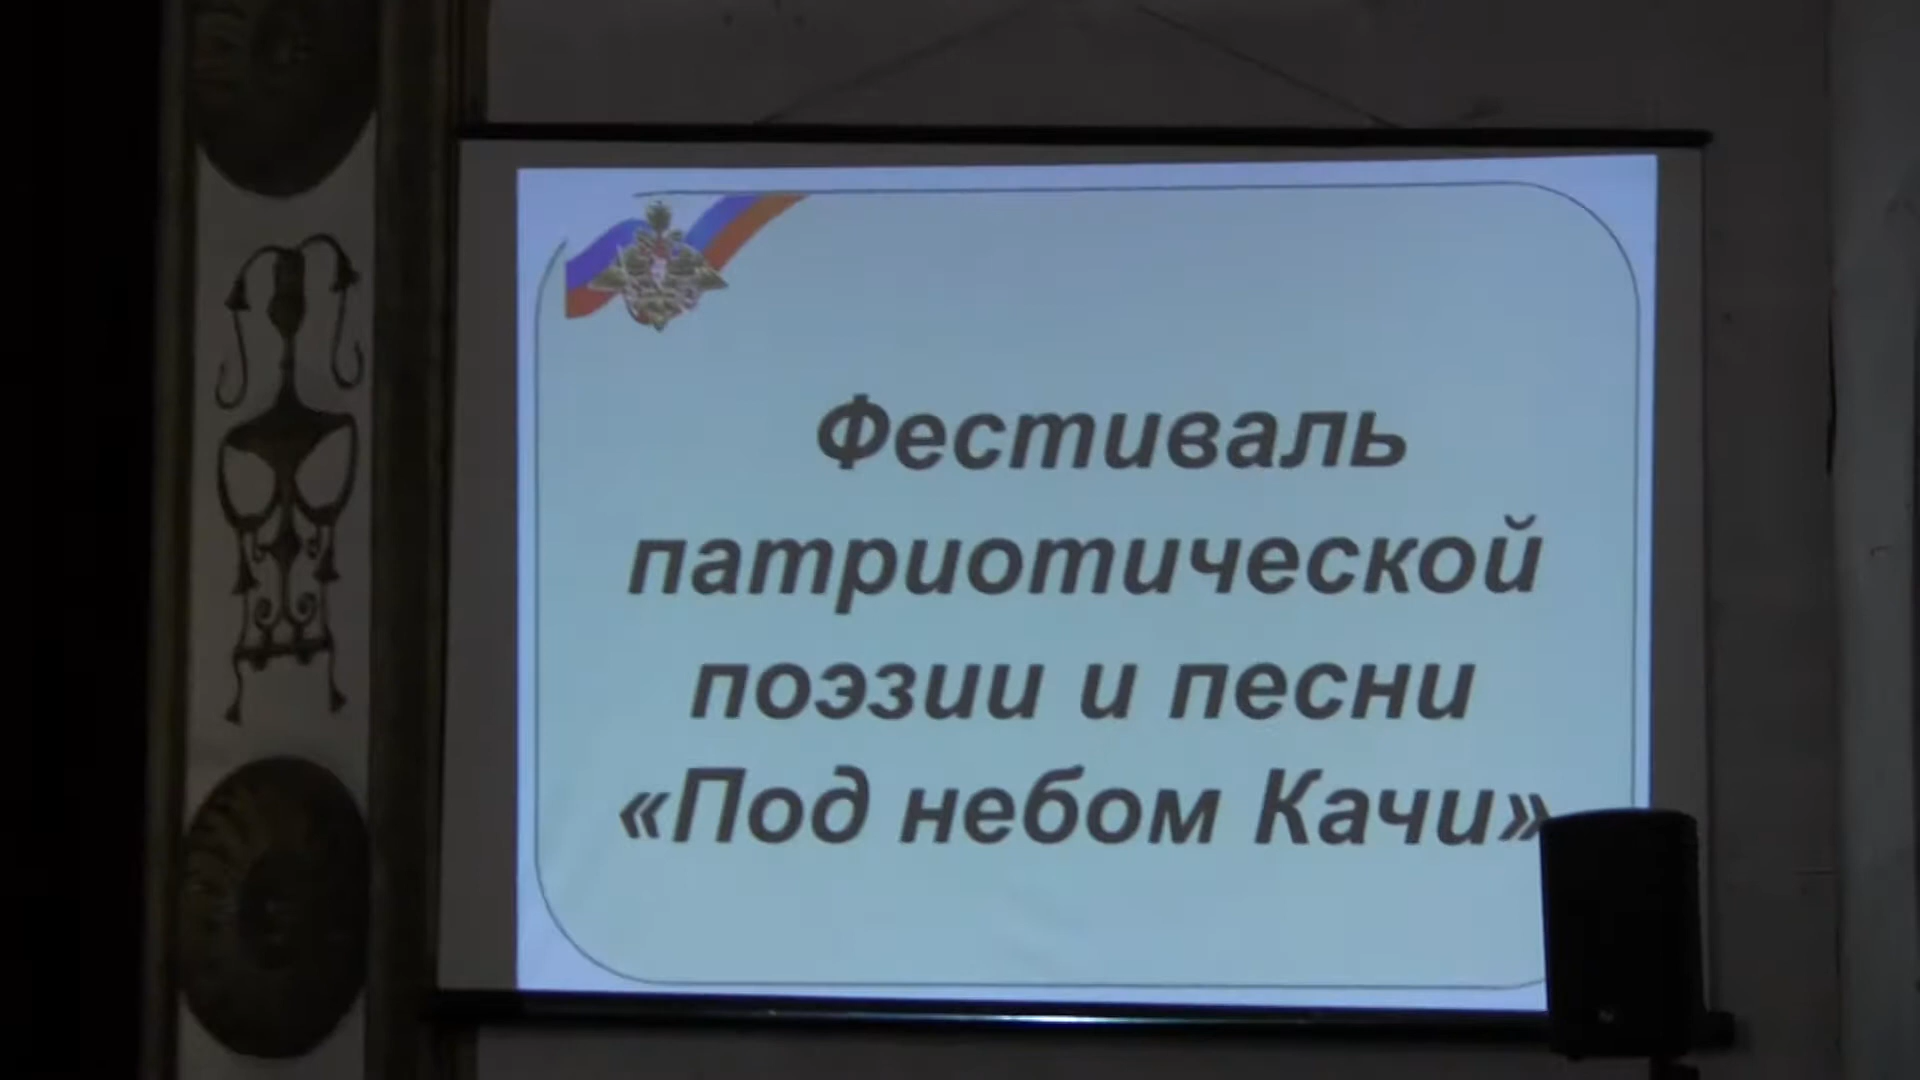 Фестиваль
патриотической
поэзии и песни
«Под небом Качи»